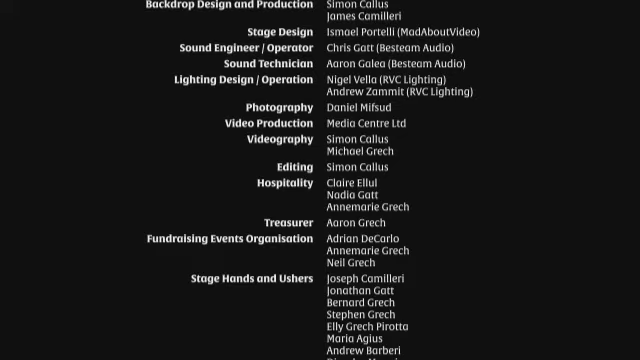 Backdrop Design and Production Simon Callus
James Camilleri
Stage Design Ismael Portelli (MadAboutVideo)
Sound Engineer / Operator Chris Gatt (Besteam Audio)
Sound Technician Aaron Galea (Besteam Audio)
Lighting Design / Operation Nigel Vella (RVC Lighting)
Andrew Zammit (RVC Lighting)
Photography Daniel Mifsud
Video Production Media Centre Ltd
Videography Simon Callus
Michael Grech
Editing Simon Callus
Hospitality Claire Ellul
Nadia Gatt
Annemarie Grech
Treasurer Aaron Grech
Fundraising Events Organisation Adrian DeCarlo
Annemarie Grech
Neil Grech
Stage Hands and Ushers Joseph Camilleri
Jonathan Gatt
Bernard Grech
Stephen Grech
Elly Grech Pirotta
Maria Agius
Andrew Barberi